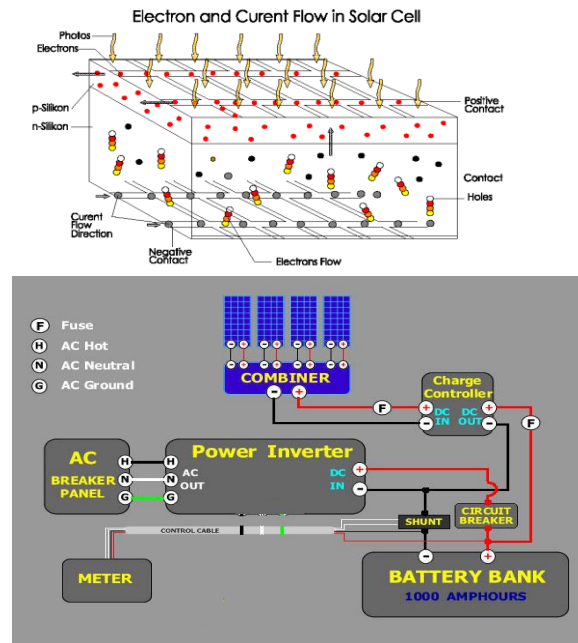 Electron and Curent Flow in Solar Cell
Photos
Electrons
p-Silikon
n-Silikon
Positive
Contact
Contact
Holes
Curent
Flow
Direction
Negative
Contact
Electrons Flow
F Fuse
H AC Hot
N AC Neutral
G AC Ground
− + − + − + − +
COMBINER
− +
F
Charge
Controller
+ DC DC +
− IN OUT −
F
AC
BREAKER
PANEL
H H
N N
G G
Power Inverter
AC
OUT
DC +
IN −
CONTROL CABLE
SHUNT
CIRCUIT
BREAKER
METER
− +
BATTERY BANK
1000 AMPHOURS